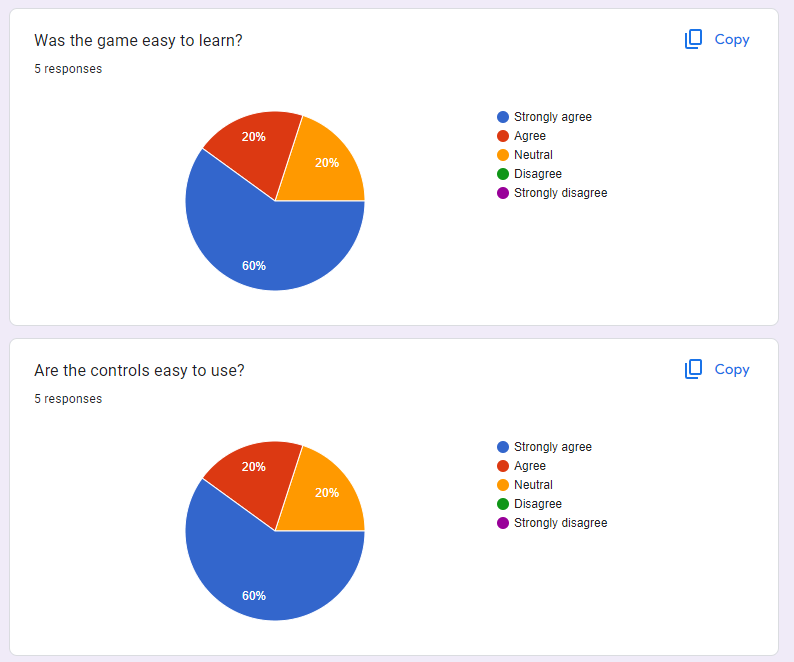 Was the game easy to learn?
Copy
5 responses
20%
20%
60%
Strongly agree
Agree
Neutral
Disagree
Strongly disagree
Are the controls easy to use?
Copy
5 responses
20%
20%
60%
Strongly agree
Agree
Neutral
Disagree
Strongly disagree